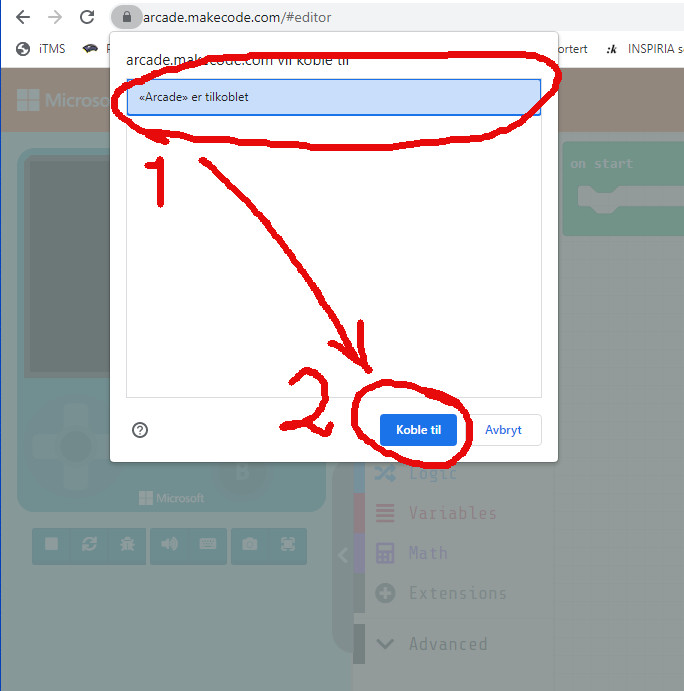 arcade.makecode.com/#editor
iTMS
ortert
INSPIRIA s
arcade.makecode.com vil koble til
Microso
«Arcade» er tilkoblet
1
on start
2
Koble til
Avbryt
B
Microsoft
Logic
Variables
Math
Extensions
Advanced